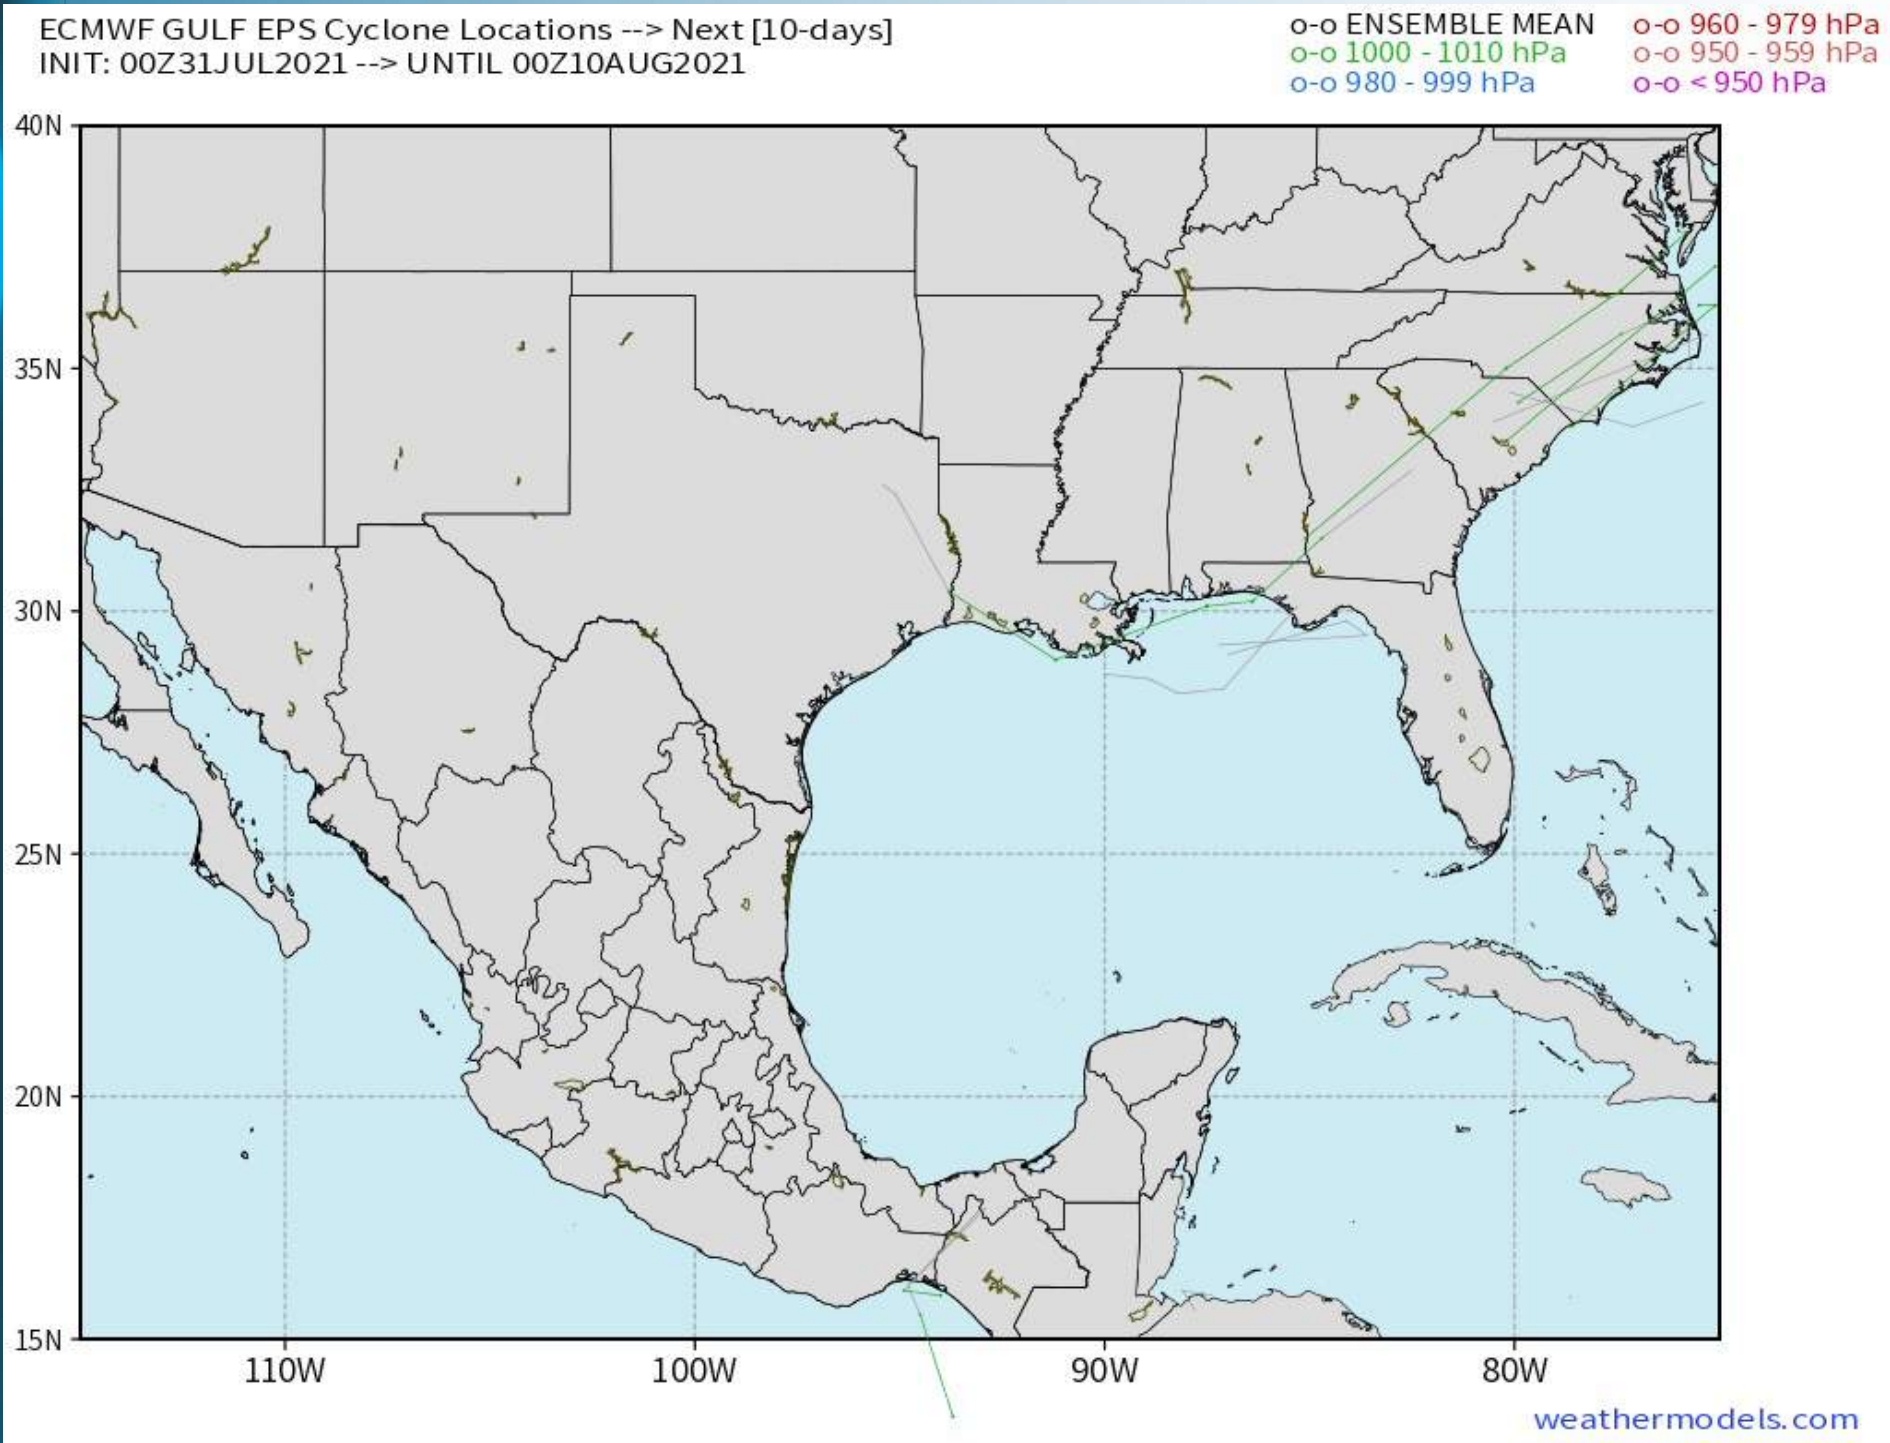 ECMWF GULF EPS Cyclone Locations --> Next [10-days]
INIT: 00Z31JUL2021 --> UNTIL 00Z10AUG2021
o-o ENSEMBLE MEAN
o-o 1000 - 1010 hPa
o-o 980 - 999 hPa
o-o 960 - 979 hPa
o-o 950 - 959 hPa
o-o < 950 hPa
40N
35N
30N
25N
20N
15N
110W
100W
90W
80W
weathermodels.com